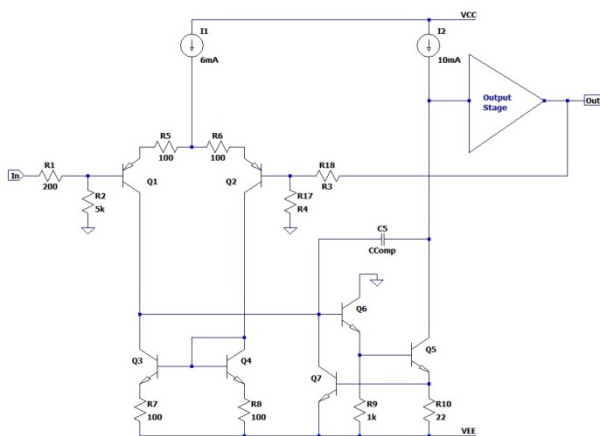 VCC
I1
6mA
I2
10mA
Output
Stage
Out
R5
100
R6
100
R1
200
In
Q1
Q2
R18
R3
R2
5k
R17
R4
C5
CComp
Q6
Q3
Q4
Q7
Q5
R7
100
R8
100
R9
1k
R10
22
VEE